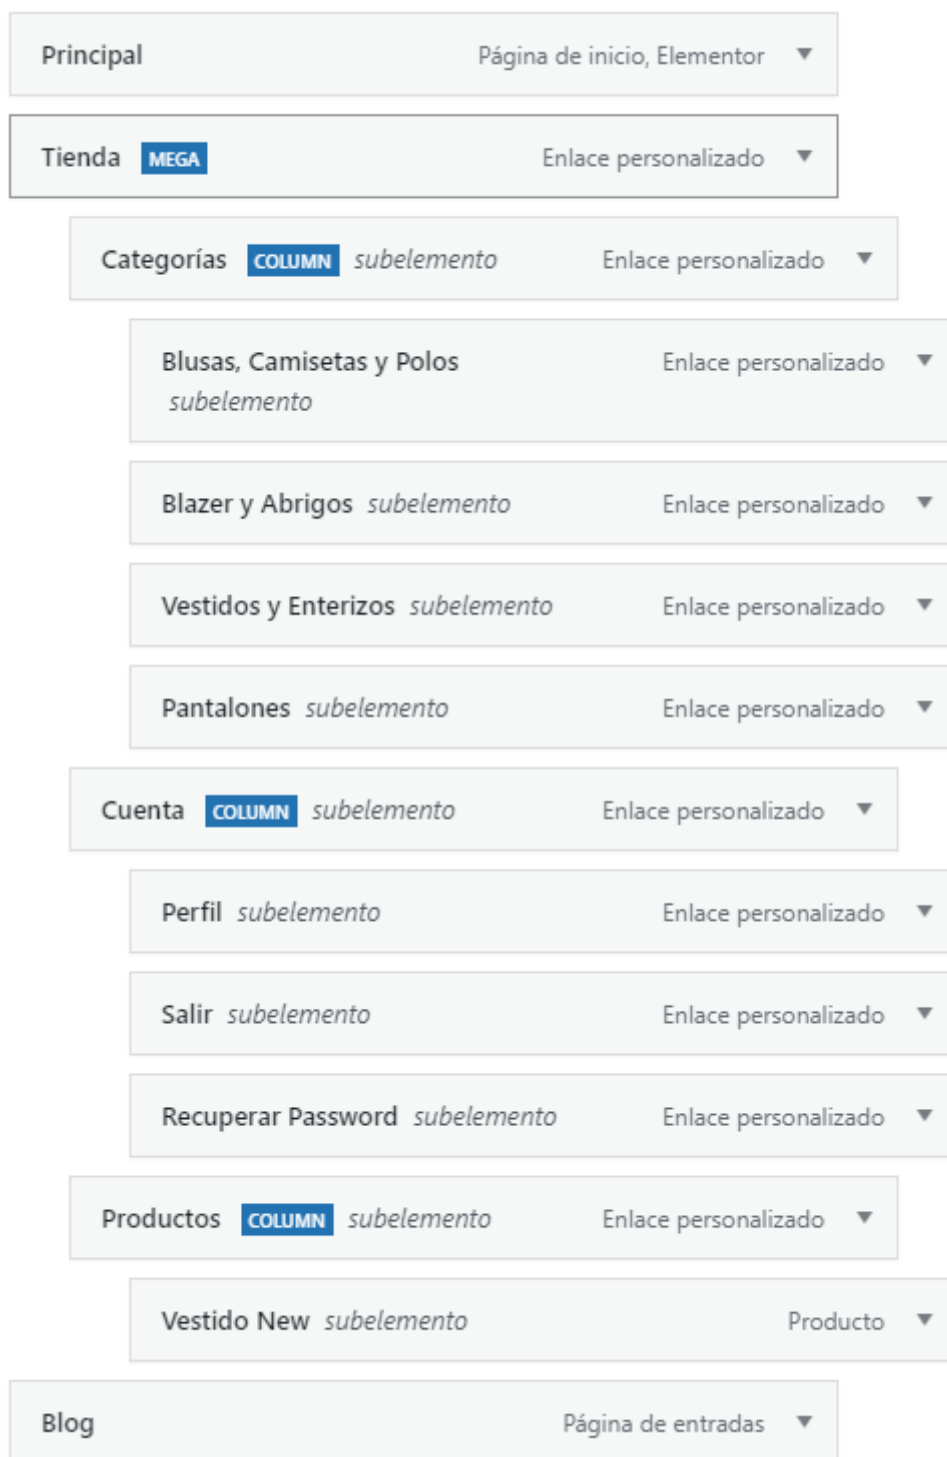 Principal Página de inicio, Elementor
Tienda MEGA Enlace personalizado
Categorías COLUMN subelemento Enlace personalizado
Blusas, Camisetas y Polos Enlace personalizado
subelemento
Blazer y Abrigos subelemento Enlace personalizado
Vestidos y Enterizos subelemento Enlace personalizado
Pantalones subelemento Enlace personalizado
Cuenta COLUMN subelemento Enlace personalizado
Perfil subelemento Enlace personalizado
Salir subelemento Enlace personalizado
Recuperar Password subelemento Enlace personalizado
Productos COLUMN subelemento Enlace personalizado
Vestido New subelemento Producto
Blog Página de entradas